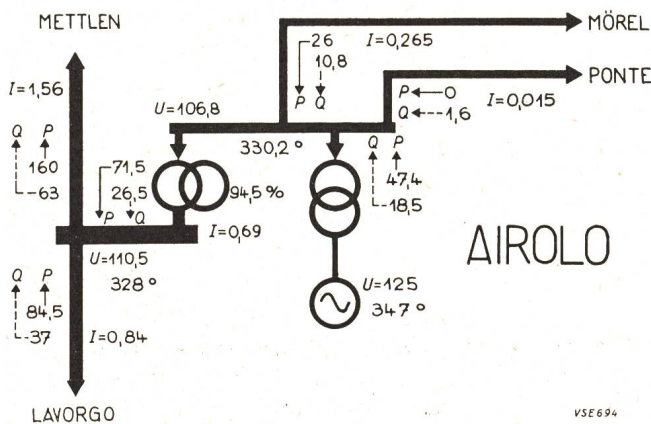 METTLEN
MÖREL
PONTE
26
10,8
P Q
I=0,265
P 0
Q 1,6
I=0,015
I=1,56
U=106,8
330,2°
Q P
160
63
71,5
26,5
P Q
94,5 %
Q P
47,4
18,5
I=0,69
U=110,5
328°
AIROLO
U=125
347°
Q P
84,5
37
I=0,84
LAVORGO
VSE694